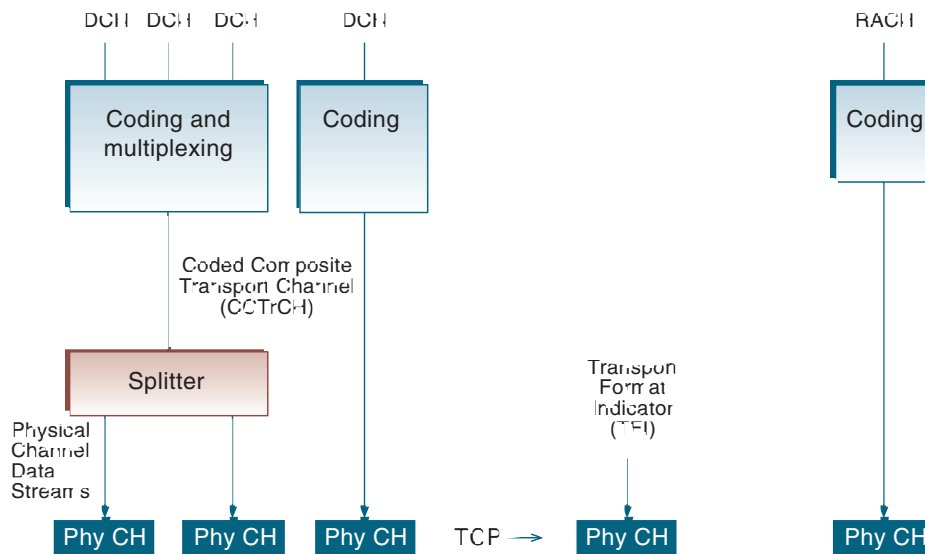 DCH DCH DCH DCH RACH
Coding and
multiplexing
Coding
Coding
Coded Composite
Transport Channel
(CCTrCH)
Splitter
Transport
Format
Indicator
(TFI)
Physical
Channel
Data
Streams
Phy CH Phy CH Phy CH TCP Phy CH Phy CH